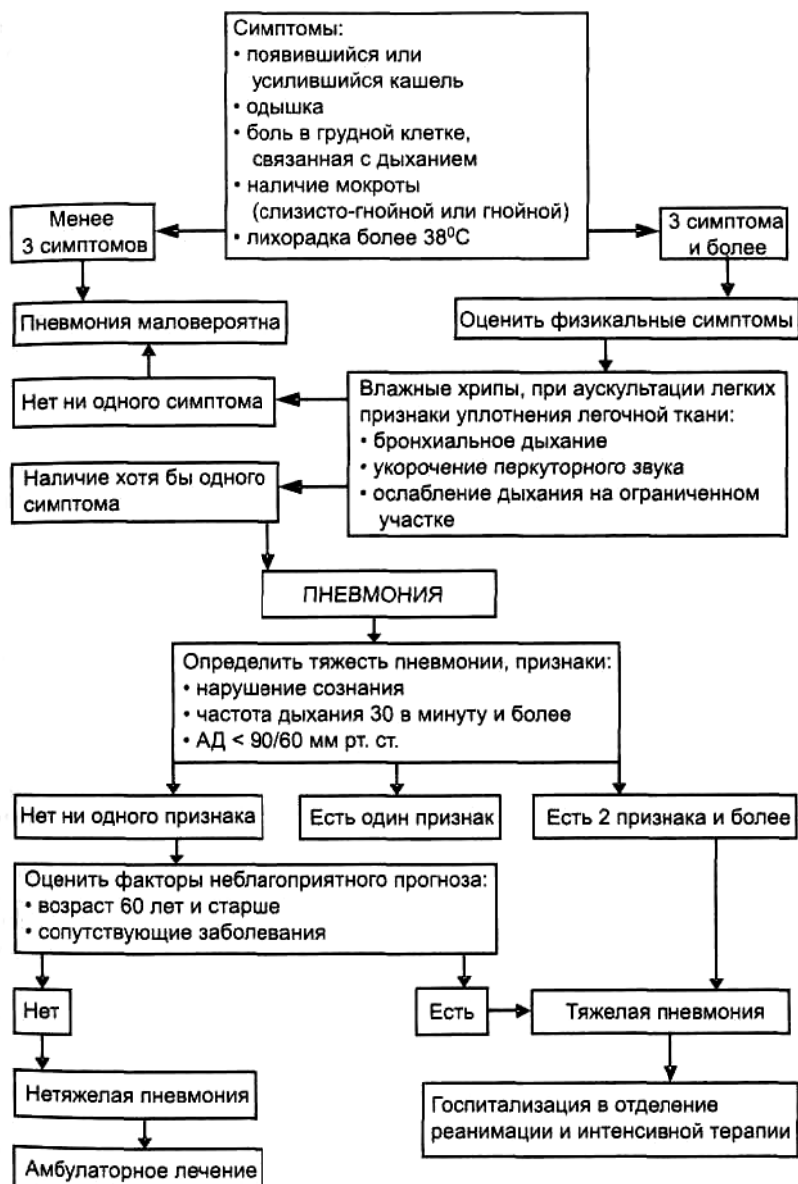 Симптомы:
• появившийся или
усилившийся кашель
• одышка
• боль в грудной клетке,
связанная с дыханием
• наличие мокроты
(слизисто-гнойной или гнойной)
• лихорадка более 38⁰С
Менее
3 симптомов
3 симптома
и более
Пневмония маловероятна
Оценить физикальные симптомы
Нет ни одного симптома
Влажные хрипы, при аускультации легких
признаки уплотнения легочной ткани:
• бронхиальное дыхание
• укорочение перкуторного звука
• ослабление дыхания на ограниченном
участке
Наличие хотя бы одного
симптома
ПНЕВМОНИЯ
Определить тяжесть пневмонии, признаки:
• нарушение сознания
• частота дыхания 30 в минуту и более
• АД < 90/60 мм рт. ст.
Нет ни одного признака
Есть один признак
Есть 2 признака и более
Оценить факторы неблагоприятного прогноза:
• возраст 60 лет и старше
• сопутствующие заболевания
Нет
Есть
Тяжелая пневмония
Нетяжелая пневмония
Госпитализация в отделение
реанимации и интенсивной терапии
Амбулаторное лечение